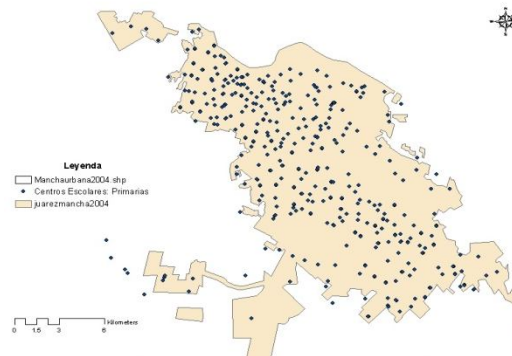 Leyenda
Manchaurbana2004.shp
Centros Escolares: Primarias
juarezmancha2004
0 1.5 3 6
Kilometers